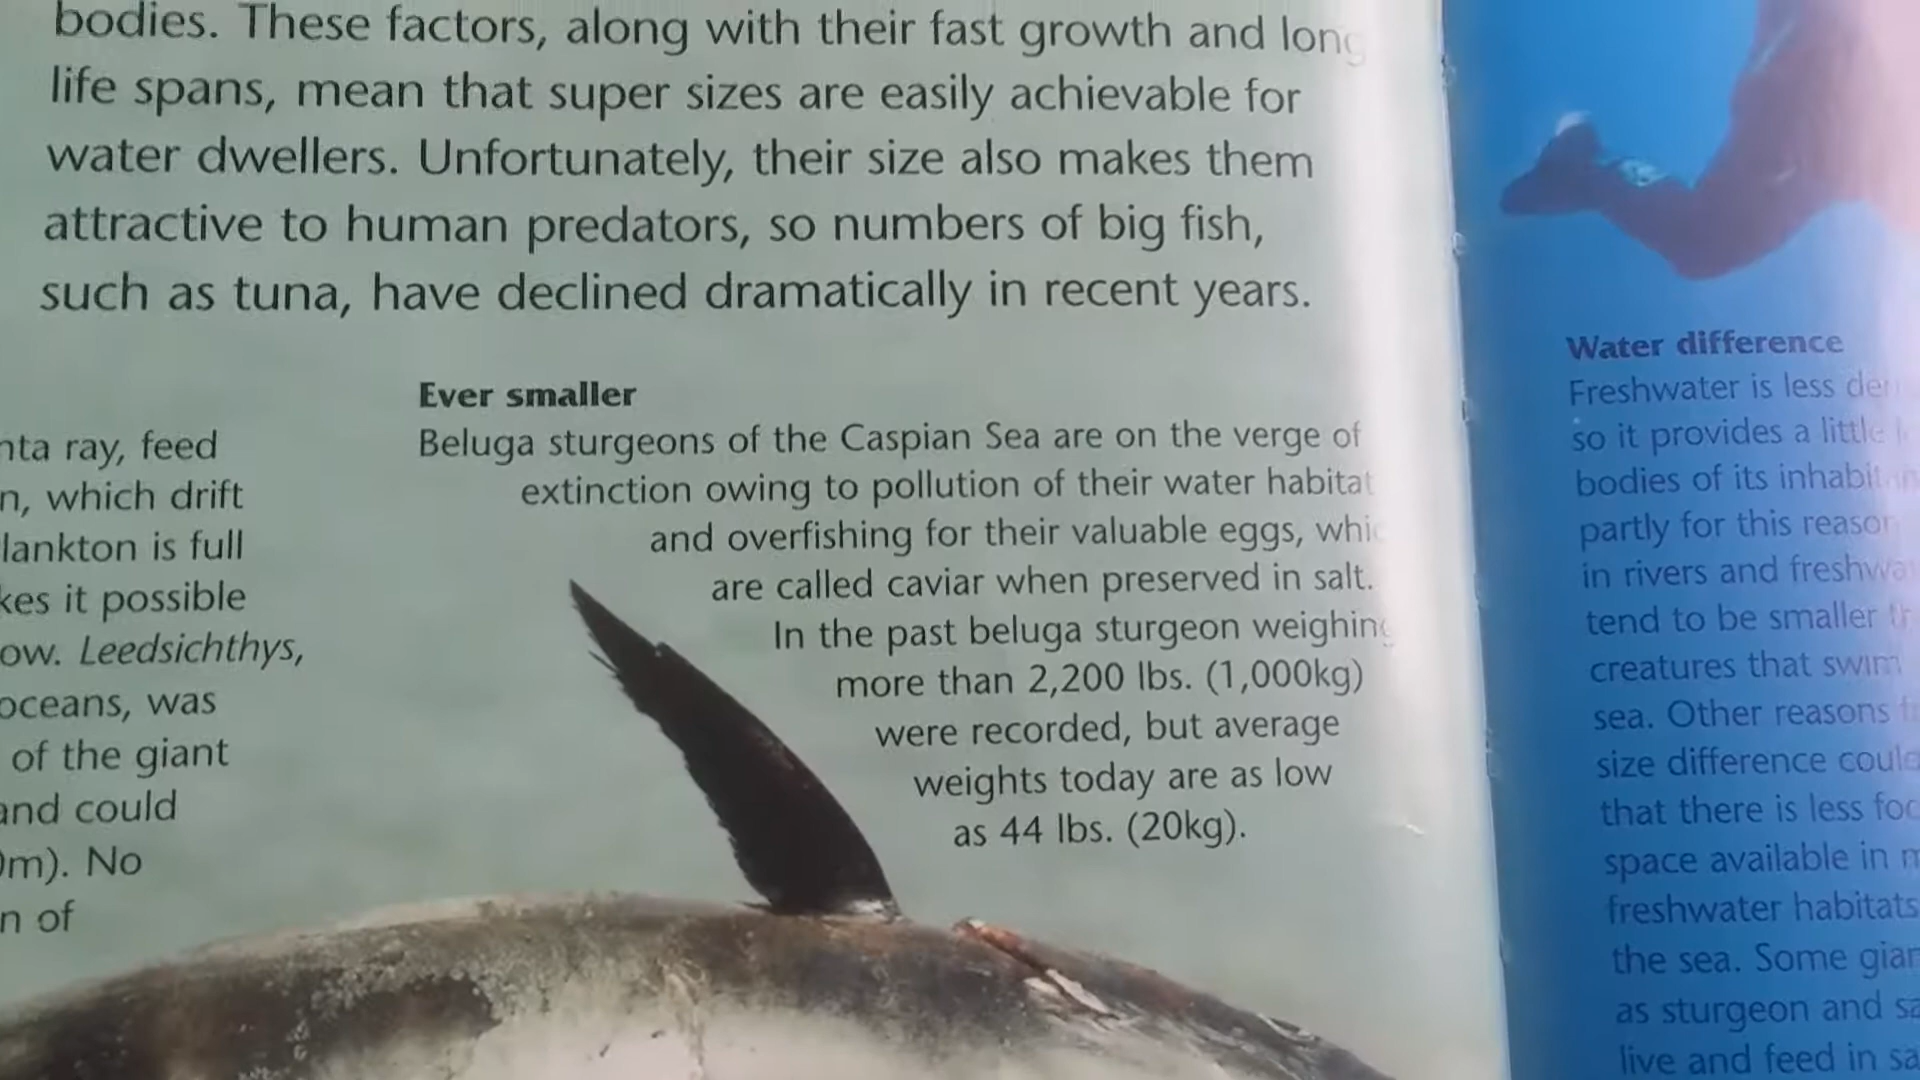 bodies. These factors, along with their fast growth and long
life spans, mean that super sizes are easily achievable for
water dwellers. Unfortunately, their size also makes them
attractive to human predators, so numbers of big fish,
such as tuna, have declined dramatically in recent years.
ray, feed
which drift
is full
it possible
Leedsichthys,
oceans, was
of the giant
and could
No
of
Ever smaller
Beluga sturgeons of the Caspian Sea are on the verge of
extinction owing to pollution of their water habitat
and overfishing for their valuable eggs,
are called caviar when preserved in salt.
In the past beluga sturgeon weighing
more than 2,200 lbs. (1,000kg)
were recorded, but average
weights today are as low
as 44 lbs. (20kg).
Water difference
Freshwater is less
so it provides a little
bodies of its
partly for this reason
in rivers and
tend to be smaller
creatures that swim
sea. Other reasons
size difference
that there is less
space available in
freshwater habitats
the sea. Some
as sturgeon and
live and feed in